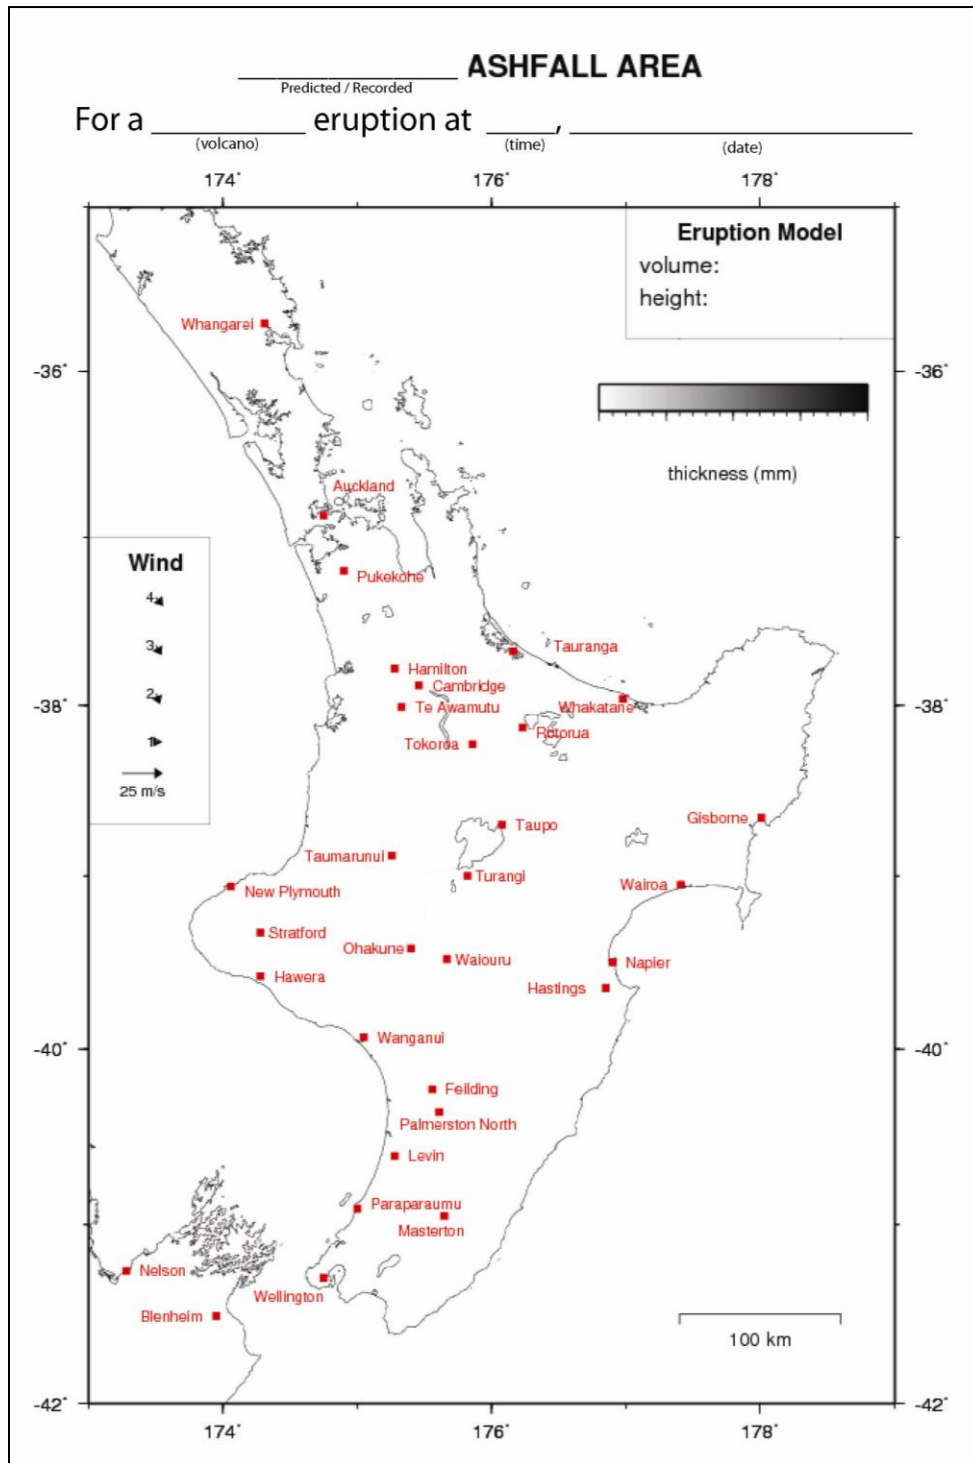 ASHFALL AREA
Predicted / Recorded
For a eruption at ,
(volcano) (time) (date)
174° 176° 178°
Eruption Model
volume:
height:
Whangarei
-36° -36°
thickness (mm)
Auckland
Wind
Pukekohe
4
3
Tauranga
Hamilton
Cambridge
2
-38° -38°
Te Awamutu
Whakatane
Rotorua
1
Tokoroa
25 m/s
Gisborne
Taupo
Taumarunui
Turangi
Wairoa
New Plymouth
Stratford
Ohakune
Waiouru
Napier
Hawera
Hastings
Wanganui
-40° -40°
Feilding
Palmerston North
Levin
Paraparaumu
Masterton
Nelson
Wellington
Blenheim
100 km
-42° -42°
174° 176° 178°